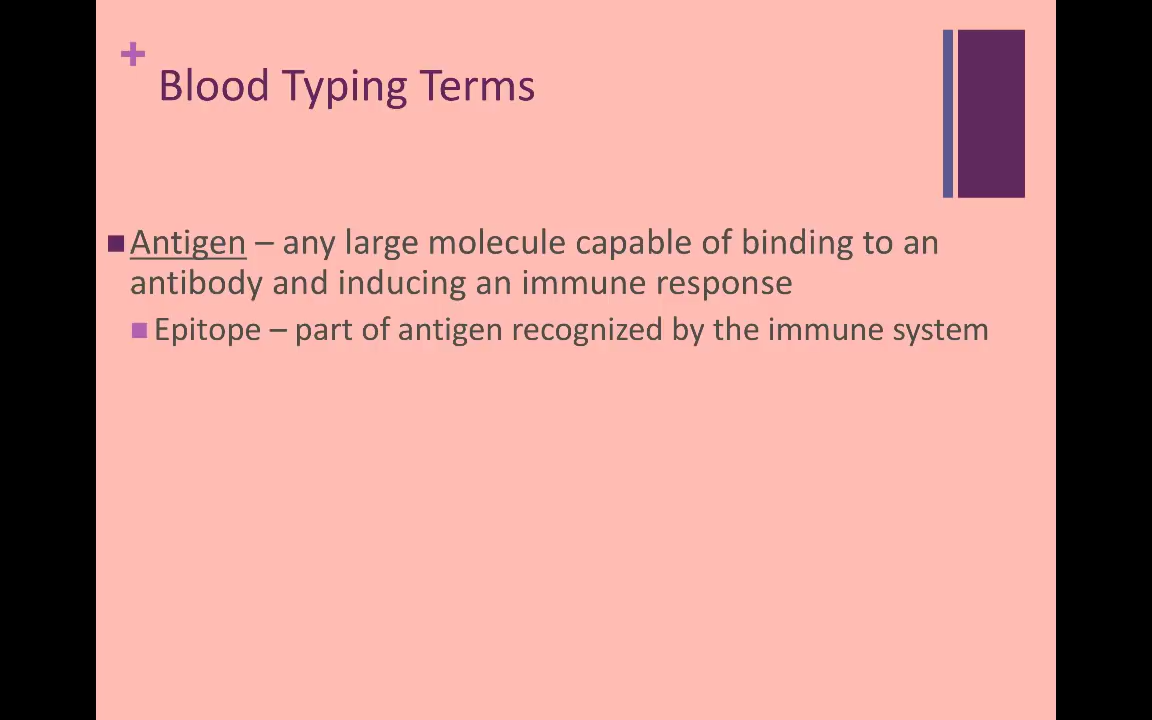 +
Blood Typing Terms
Antigen – any large molecule capable of binding to an
antibody and inducing an immune response
Epitope – part of antigen recognized by the immune system